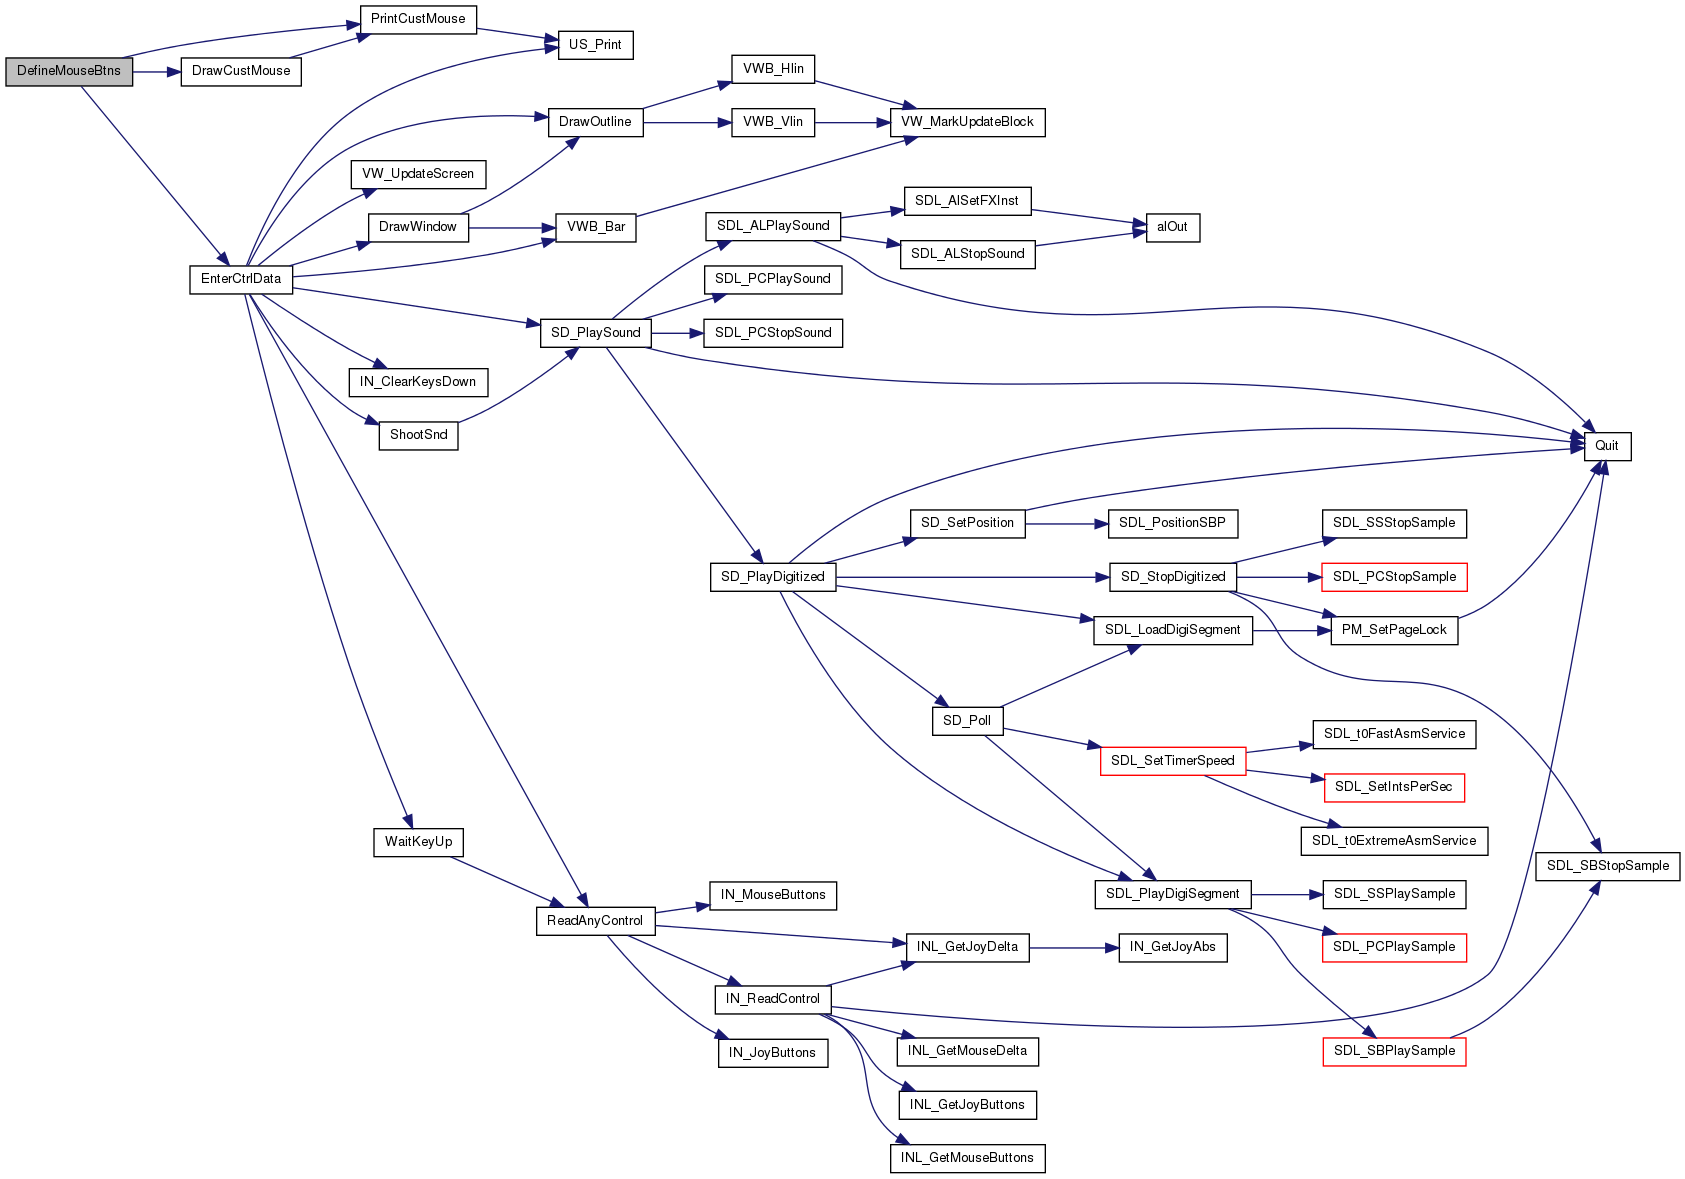 PrintCustMouse
US_Print
DefineMouseBtns
DrawCustMouse
VWB_Hlin
DrawOutline
VWB_Vlin
VW_MarkUpdateBlock
VW_UpdateScreen
SDL_AlSetFXInst
DrawWindow
VWB_Bar
SDL_ALPlaySound
alOut
SDL_ALStopSound
EnterCtrlData
SDL_PCPlaySound
SD_PlaySound
SDL_PCStopSound
IN_ClearKeysDown
ShootSnd
Quit
SD_SetPosition
SDL_PositionSBP
SDL_SSStopSample
SD_PlayDigitized
SD_StopDigitized
SDL_PCStopSample
SDL_LoadDigiSegment
PM_SetPageLock
SD_Poll
SDL_t0FastAsmService
SDL_SetTimerSpeed
SDL_SetIntsPerSec
SDL_t0ExtremeAsmService
WaitKeyUp
SDL_SBStopSample
IN_MouseButtons
SDL_PlayDigiSegment
SDL_SSPlaySample
ReadAnyControl
INL_GetJoyDelta
IN_GetJoyAbs
SDL_PCPlaySample
IN_ReadControl
IN_JoyButtons
INL_GetMouseDelta
SDL_SBPlaySample
INL_GetJoyButtons
INL_GetMouseButtons